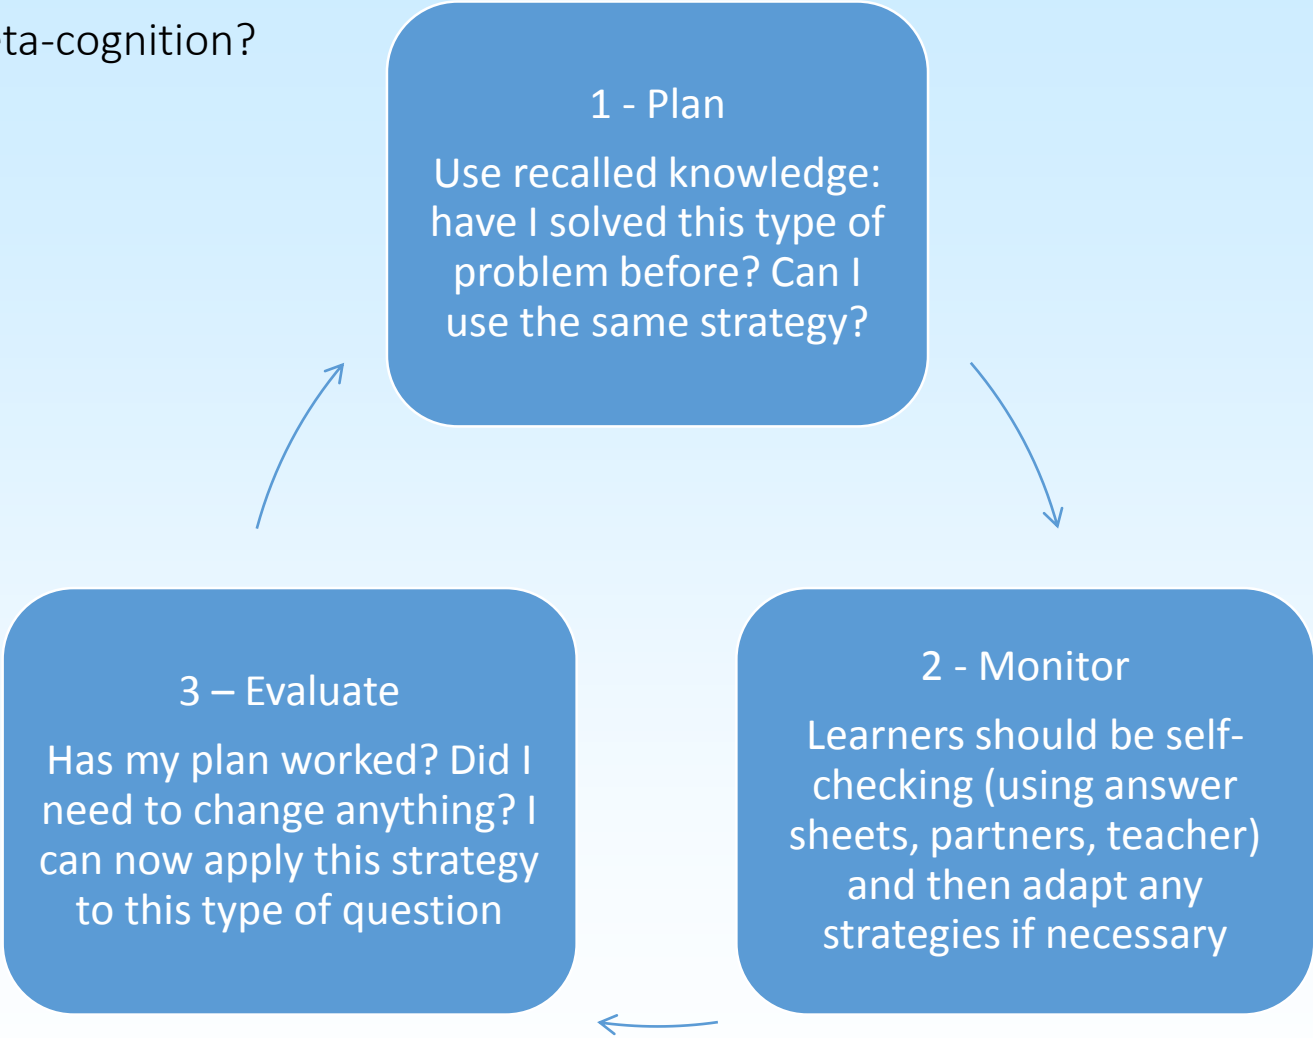 ta-cognition?
1 - Plan
Use recalled knowledge:
have I solved this type of
problem before? Can I
use the same strategy?
2 - Monitor
Learners should be self-
checking (using answer
sheets, partners, teacher)
and then adapt any
strategies if necessary
3 – Evaluate
Has my plan worked? Did I
need to change anything? I
can now apply this strategy
to this type of question